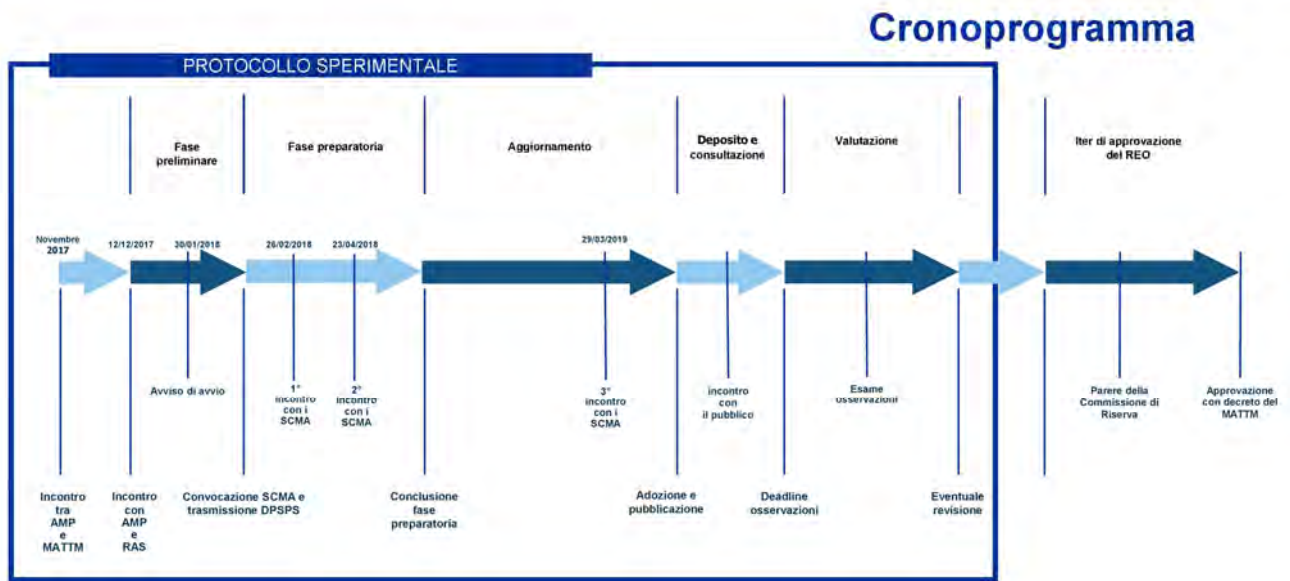 Cronoprogramma
PROTOCOLLO SPERIMENTALE
Fase
preliminare
Fase preparatoria
Aggiornamento
Deposito e
consultazione
Valutazione
Iter di approvazione
del REO
Novembre
2017
12/12/2017
30/01/2018
26/02/2018
23/04/2018
29/03/2019
Avviso di avvio
1°
incontro
con i
SCMA
2°
incontro
con i
SCMA
3°
incontro
con i
SCMA
incontro
con
il pubblico
Esame
osservazioni
Parere della
Commissione di
Riserva
Approvazione
con decreto del
MATTM
Incontro
tra
AMP
e
MATTM
Incontro
con
AMP
e
RAS
Convocazione SCMA e
trasmissione DPSPS
Conclusione
fase
preparatoria
Adozione e
pubblicazione
Deadline
osservazioni
Eventuale
revisione